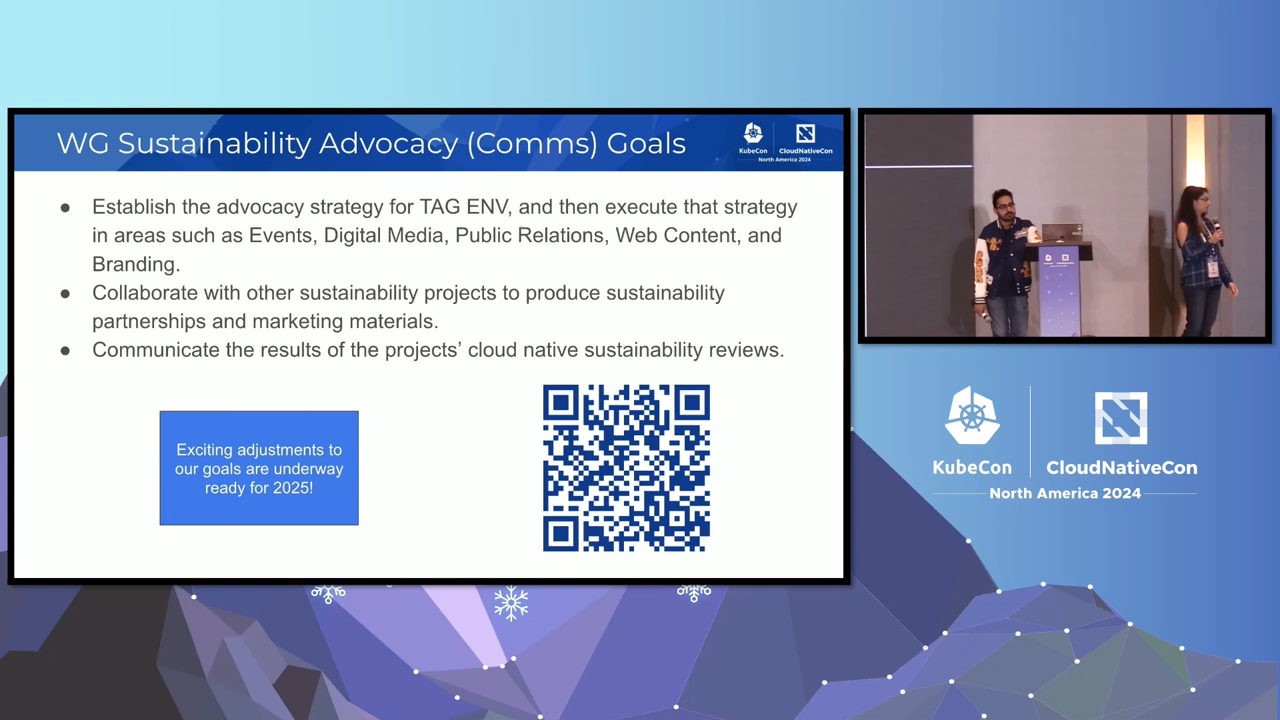 WG Sustainability Advocacy (Comms) Goals
KubeCon
CloudNativeCon
North America 2024
● Establish the advocacy strategy for TAG ENV, and then execute that strategy
in areas such as Events, Digital Media, Public Relations, Web Content, and
Branding.
● Collaborate with other sustainability projects to produce sustainability
partnerships and marketing materials.
● Communicate the results of the projects’ cloud native sustainability reviews.
Exciting adjustments to
our goals are underway
ready for 2025!
KubeCon
CloudNativeCon
North America 2024